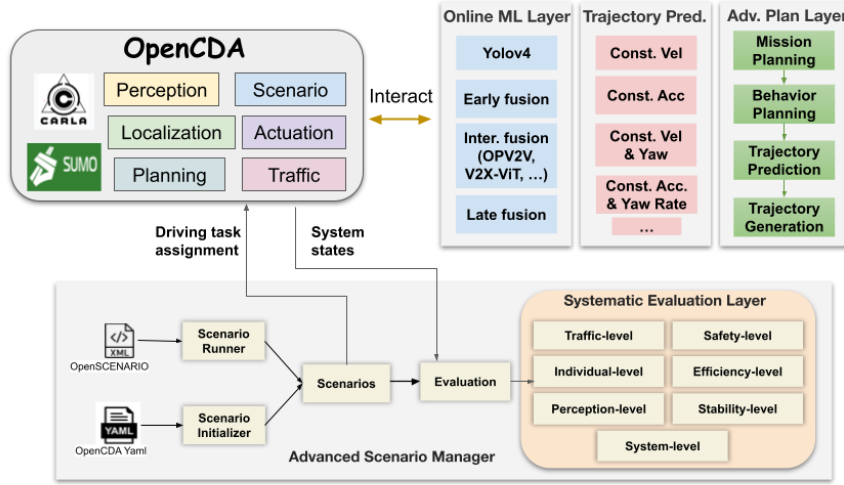 OpenCDA
CARLA
SUMO
Perception
Scenario
Localization
Actuation
Planning
Traffic
Interact
Online ML Layer
Yolov4
Early fusion
Inter. fusion
(OPV2V,
V2X-ViT, …)
Late fusion
Trajectory Pred.
Const. Vel
Const. Acc
Const. Vel
& Yaw
Const. Acc.
& Yaw Rate
…
Adv. Plan Layer
Mission
Planning
Behavior
Planning
Trajectory
Prediction
Trajectory
Generation
Driving task
assignment
System
states
XML
OpenSCENARIO
Scenario
Runner
YAML
OpenCDA Yaml
Scenario
Initializer
Scenarios
Evaluation
Systematic Evaluation Layer
Traffic-level
Safety-level
Individual-level
Efficiency-level
Perception-level
Stability-level
System-level
Advanced Scenario Manager